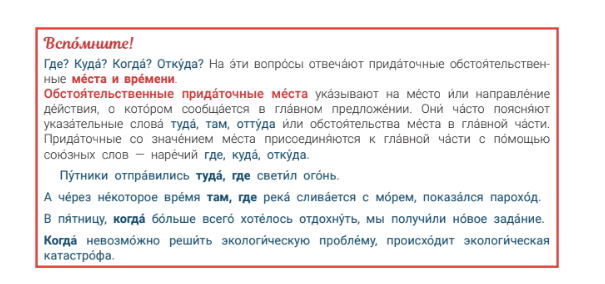 Вспо́мните!
Где? Куда́? Когда́? Отку́да? На э́ти вопро́сы отвеча́ют прида́точные обстоя́тельствен-
ные ме́ста и вре́мени.
Обстоя́тельственные прида́точные ме́ста ука́зывают на ме́сто и́ли направле́ние
де́йствия, о кото́ром сообща́ется в гла́вном предложе́нии. Они́ ча́сто поясня́ют
указа́тельные слова́ туда́, там, отту́да и́ли обстоя́тельства ме́ста в гла́вной ча́сти.
Прида́точные со значе́нием ме́ста присоединя́ются к гла́вной ча́сти с по́мощью
сою́зных слов — наре́чий где, куда́, отку́да.
Пу́тники отпра́вились туда́, где свети́л ого́нь.
А че́рез не́которое вре́мя там, где река́ слива́ется с мо́рем, показа́лся парохо́д.
В пя́тницу, когда́ бо́льше всего́ хоте́лось отдохну́ть, мы получи́ли но́вое зада́ние.
Когда́ невозмо́жно реши́ть экологи́ческую пробле́му, происхо́дит экологи́ческая
катастро́фа.